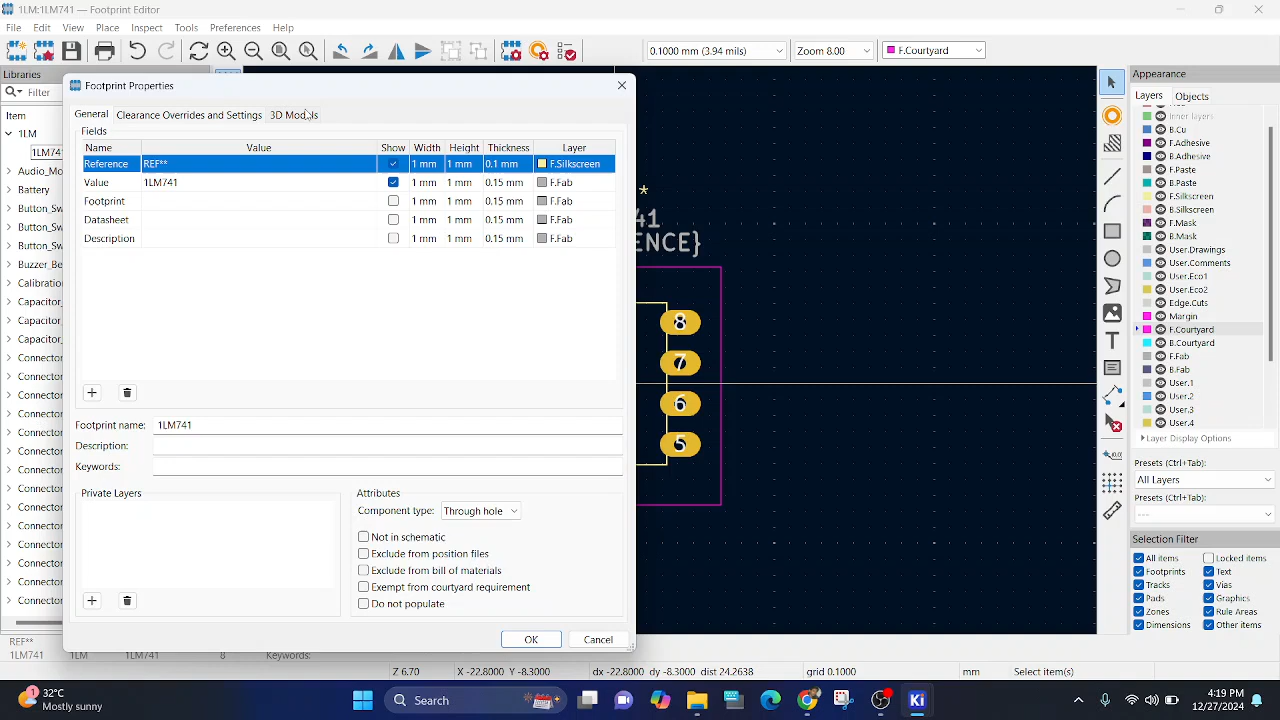 1LM:1LM741 — Footprint Editor
File Edit View Place Inspect Tools Preferences Help
0.1000 mm (3.94 mils) Zoom 8.00 F.Courtyard
Libraries
Filter
Item
1LM
1LM74
Audio_Mo
Battery
Button_Sw
Button_Sw
Button_Sw
Buzzer_Be
Calibration
Capacitor_
Capacitor_
Capacitor_
Connector
Connector
Connector
Connector
Connector
Connector
Connector
Connector
Connector
Connector
Connector
Footprint Properties
General Clearance Overrides and Settings 3D Models
Fields
Name Value Show Width Height Thickness Layer
Reference REF** 1 mm 1 mm 0.1 mm F.Silkscreen
Value 1LM741 1 mm 1 mm 0.15 mm F.Fab
Footprint 1 mm 1 mm 0.15 mm F.Fab
Datasheet 1 mm 1 mm 0.15 mm F.Fab
Description 1 mm 1 mm 0.15 mm F.Fab
Footprint name: 1LM741
Description:
Keywords:
Private Layers
Attributes
Component type: Through hole
Not in schematic
Exclude from position files
Exclude from bill of materials
Exempt from courtyard requirement
Do not populate
OK Cancel
*
41
ENCE}
8
7
6
5
Appearance
Layers Objects
Inner layers
B.Cu
F.Adhesive
B.Adhesive
F.Paste
B.Paste
F.Silkscreen
B.Silkscreen
F.Mask
B.Mask
User.Drawings
User.Comments
User.Eco1
User.Eco2
Edge.Cuts
Margin
F.Courtyard
B.Courtyard
F.Fab
B.Fab
User.1
User.2
User.3
User.4
Layer Display Options
Presets (Ctrl+Tab):
All Layers
Presets (Ctrl+Tab):
---
Selection Filter
All items Locked items
Footprints Text
Tracks Vias
Pads Graphics
Zones Rule Areas
Dimensions Other items
REF**
1LM741 1LM 1LM741 8 Keywords:
Z 6.70 X -22.8000 Y -8.3000 dx -22.8000 dy -8.3000 dist 24.2638 grid 0.1000 mm Select item(s)
32°C
Mostly sunny
Search
Ki
4:19 PM
12/27/2024